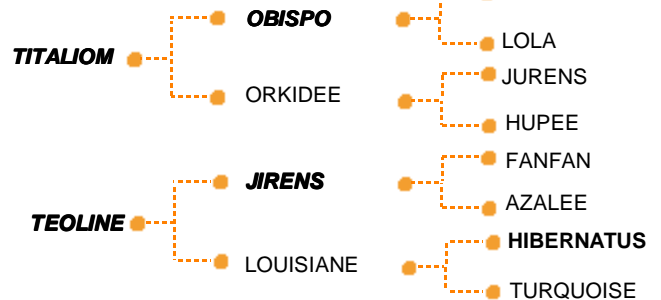 OBISPO
LOLA
TITALIOM
JURENS
ORKIDEE
HUPEE
FANFAN
JIRENS
AZALEE
TEOLINE
HIBERNATUS
LOUISIANE
TURQUOISE